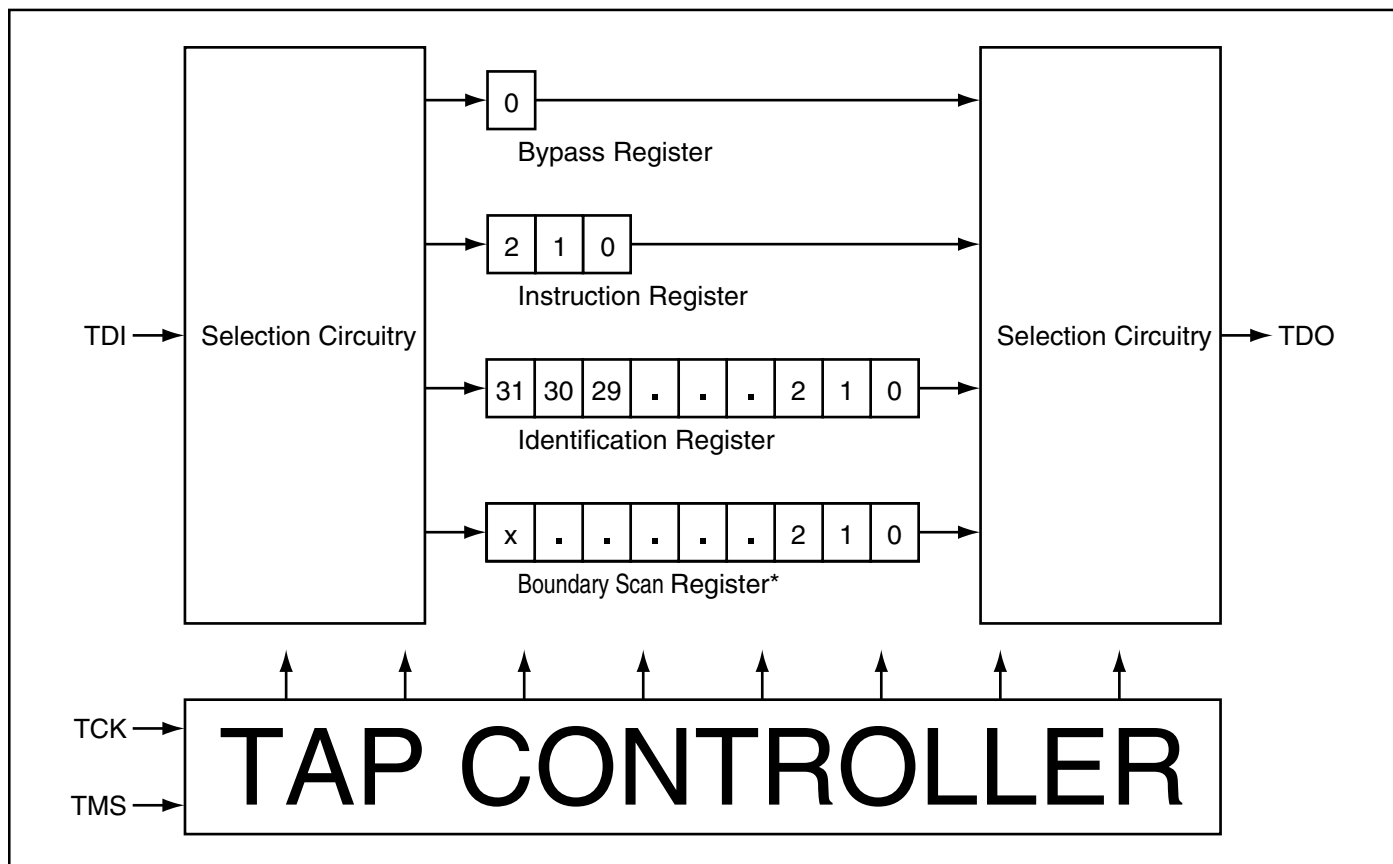 0
Bypass Register
2 1 0
Instruction Register
TDI
Selection Circuitry
Selection Circuitry
TDO
31 30 29 . . . 2 1 0
Identification Register
x . . . . . 2 1 0
Boundary Scan Register*
TCK
TMS
TAP CONTROLLER